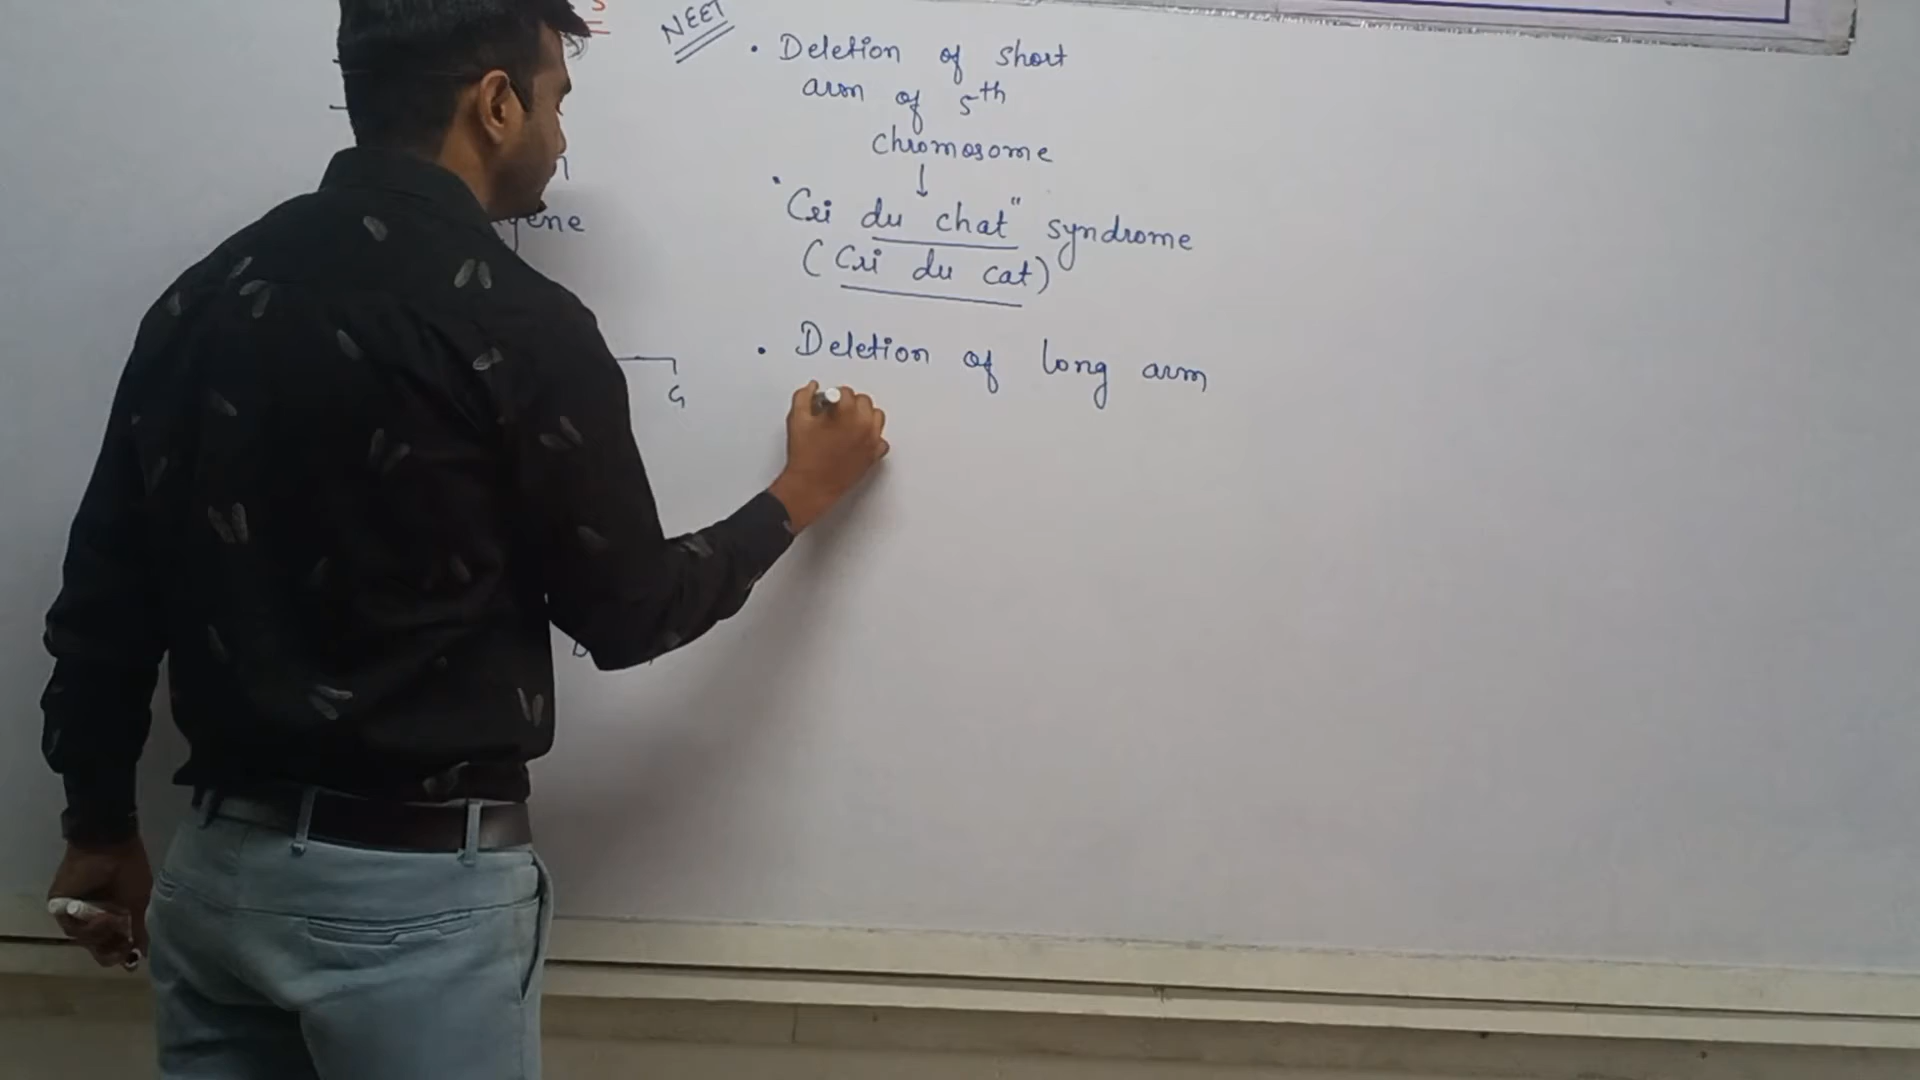 NEET
• Deletion of short
arm of 5th
chromosome
↓
"Cri du chat" syndrome
(Cri du cat)
• Deletion of long arm
G